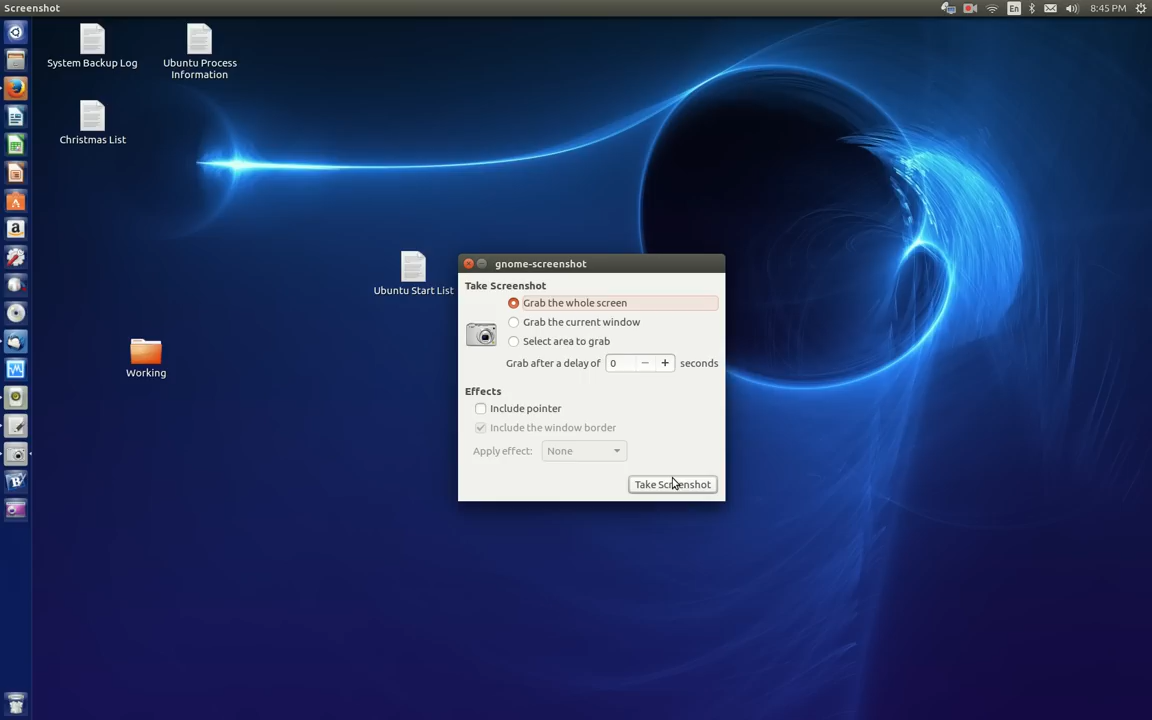 Screenshot
En
8:45 PM
System Backup Log
Ubuntu Process
Information
Christmas List
Ubuntu Start List
Working
gnome-screenshot
Take Screenshot
Grab the whole screen
Grab the current window
Select area to grab
Grab after a delay of 0 seconds
Effects
Include pointer
Include the window border
Apply effect: None
Take Screenshot